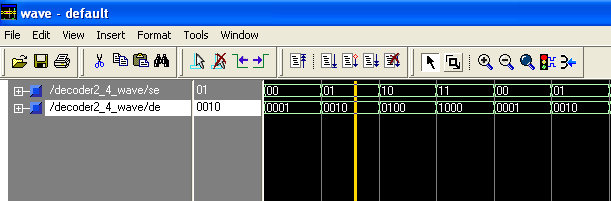 wave - default
File Edit View Insert Format Tools Window
/decoder2_4_wave/se 01 00 01 10 11 00 01
/decoder2_4_wave/de 0010 0001 0010 0100 1000 0001 0010